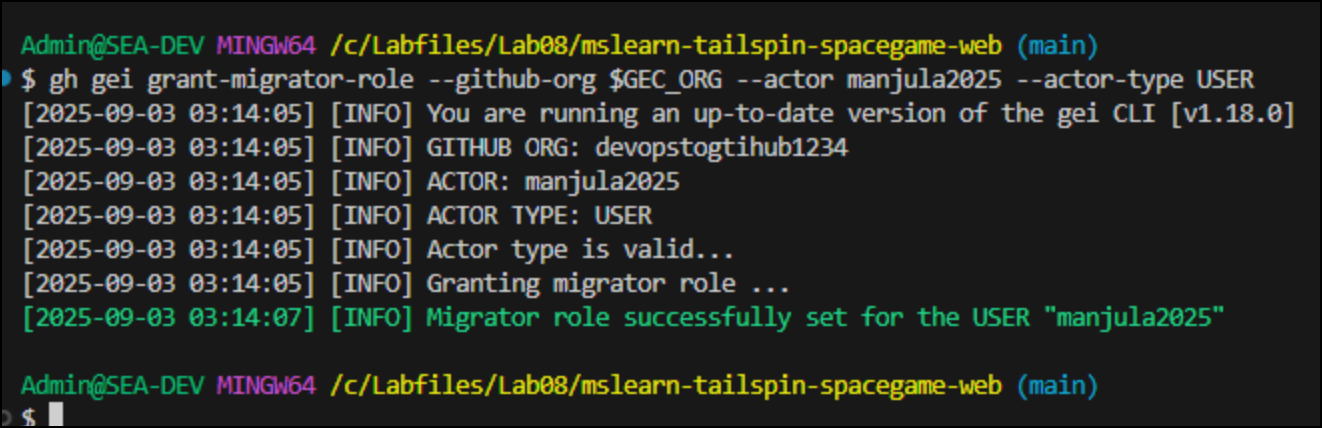 Admin@SEA-DEV MINGW64 /c/Labfiles/Lab08/mslearn-tailspin-spacegame-web (main)
$ gh gei grant-migrator-role --github-org $GEC_ORG --actor manjula2025 --actor-type USER
[2025-09-03 03:14:05] [INFO] You are running an up-to-date version of the gei CLI [v1.18.0]
[2025-09-03 03:14:05] [INFO] GITHUB ORG: devopstogtihub1234
[2025-09-03 03:14:05] [INFO] ACTOR: manjula2025
[2025-09-03 03:14:05] [INFO] ACTOR TYPE: USER
[2025-09-03 03:14:05] [INFO] Actor type is valid...
[2025-09-03 03:14:05] [INFO] Granting migrator role ...
[2025-09-03 03:14:07] [INFO] Migrator role successfully set for the USER "manjula2025"
Admin@SEA-DEV MINGW64 /c/Labfiles/Lab08/mslearn-tailspin-spacegame-web (main)
$